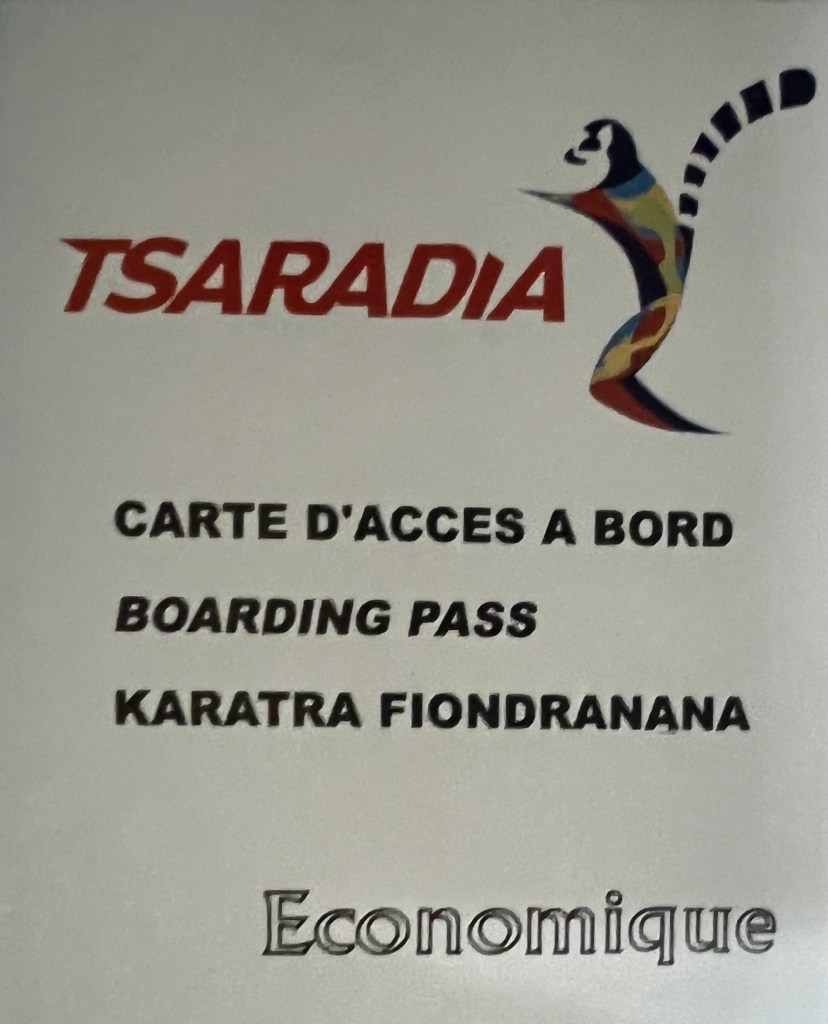 TSARADIA
CARTE D'ACCES A BORD
BOARDING PASS
KARATRA FIONDRANANA
Economique